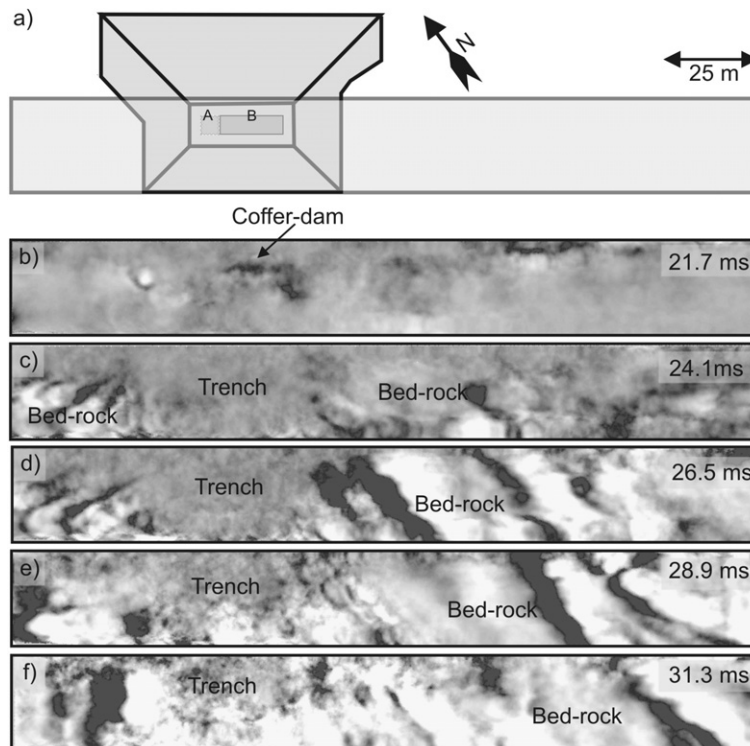 a)
N
25 m
A B
Coffer-dam
b)
21.7 ms
c)
24.1ms
Trench
Bed-rock
Bed-rock
d)
26.5 ms
Trench
Bed-rock
e)
28.9 ms
Trench
Bed-rock
f)
31.3 ms
Trench
Bed-rock